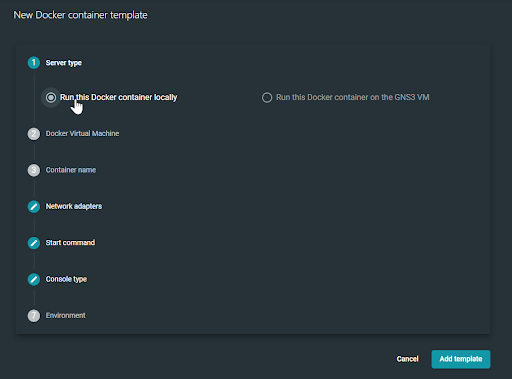 New Docker container template
1 Server type
Run this Docker container locally
Run this Docker container on the GNS3 VM
2 Docker Virtual Machine
3 Container name
Network adapters
Start command
Console type
7 Environment
Cancel
Add template